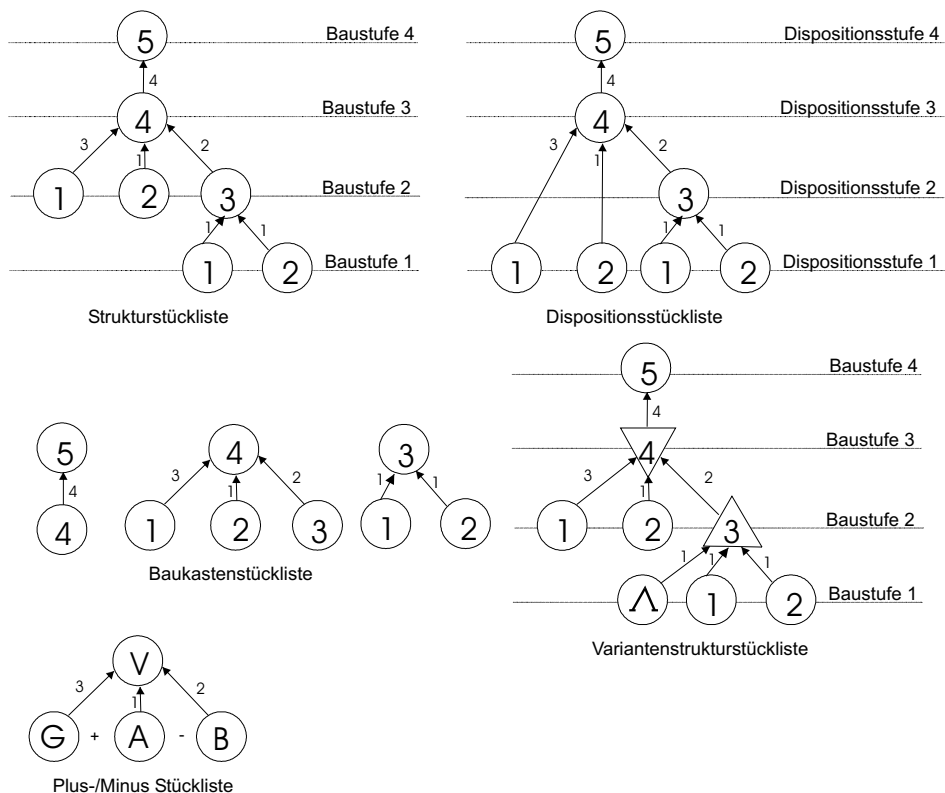 5 Baustufe 4
4
4 Baustufe 3
3 1 2
1 2 3 Baustufe 2
1 1
1 2 Baustufe 1
Strukturstückliste
5 Dispositionsstufe 4
4
4 Dispositionsstufe 3
3 1 2
3 Dispositionsstufe 2
1 1
1 2 1 2 Dispositionsstufe 1
Dispositionsstückliste
5
4
4
4
3 1 2
1 2 3
3
1 1
1 2
Baukastenstückliste
5 Baustufe 4
4
4 Baustufe 3
3 1 2
1 2 3 Baustufe 2
1 1 1
Λ 1 2 Baustufe 1
Variantenstrukturstückliste
V
3 1 2
G + A - B
Plus-/Minus Stückliste